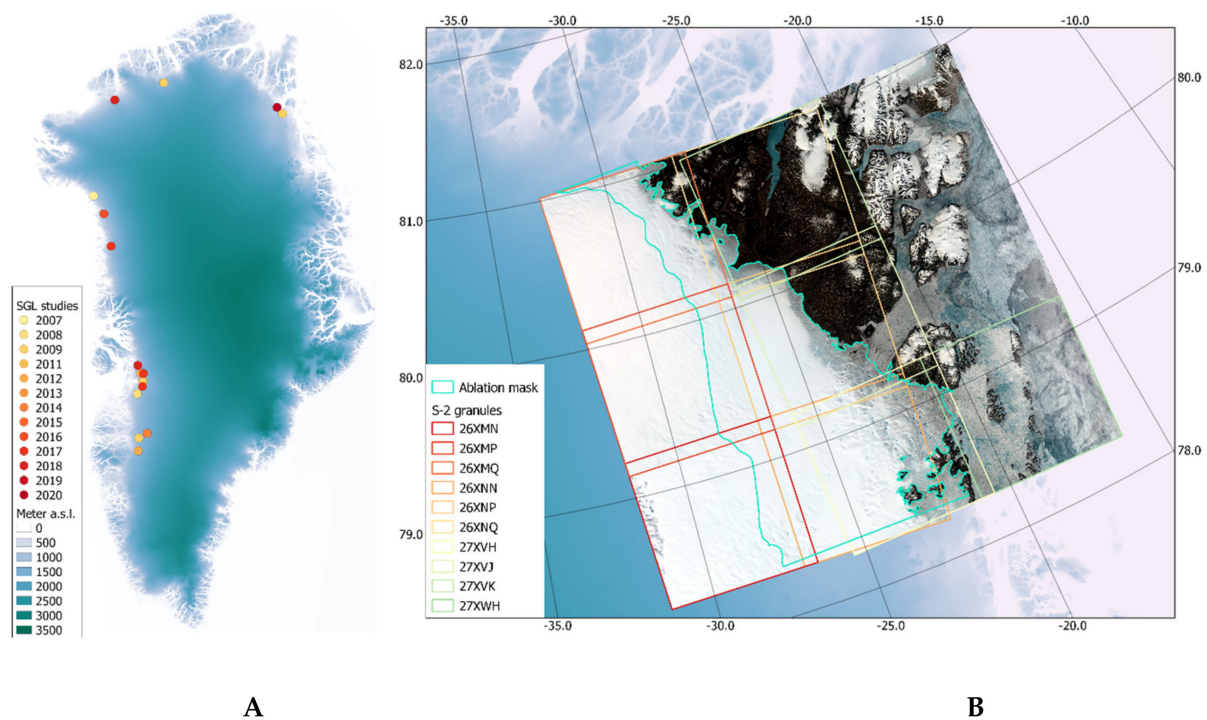 SGL studies
2007
2008
2009
2011
2012
2013
2014
2015
2016
2017
2018
2019
2020
Meter a.s.l.
0
500
1000
1500
2000
2500
3000
3500
A
-35.0 -30.0 -25.0 -20.0 -15.0 -10.0
82.0
81.0
80.0
79.0
80.0
79.0
78.0
Ablation mask
S-2 granules
26XMN
26XMP
26XMQ
26XNN
26XNP
26XNQ
27XVH
27XVJ
27XVK
27XWH
-35.0 -30.0 -25.0 -20.0
B